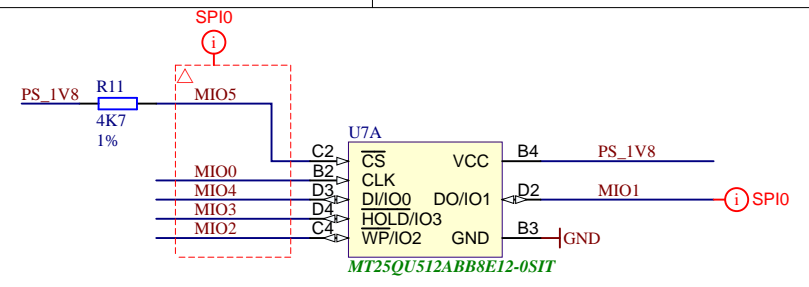 SPI0
i
R11
PS_1V8
MIO5
4K7
1%
U7A
C2
CS
VCC
B4
PS_1V8
MIO0
B2
CLK
MIO4
D3
DI/IO0
DO/IO1
D2
MIO1
i
SPI0
MIO3
D4
HOLD/IO3
MIO2
C4
WP/IO2
GND
B3
GND
MT25QU512ABB8E12-0SIT